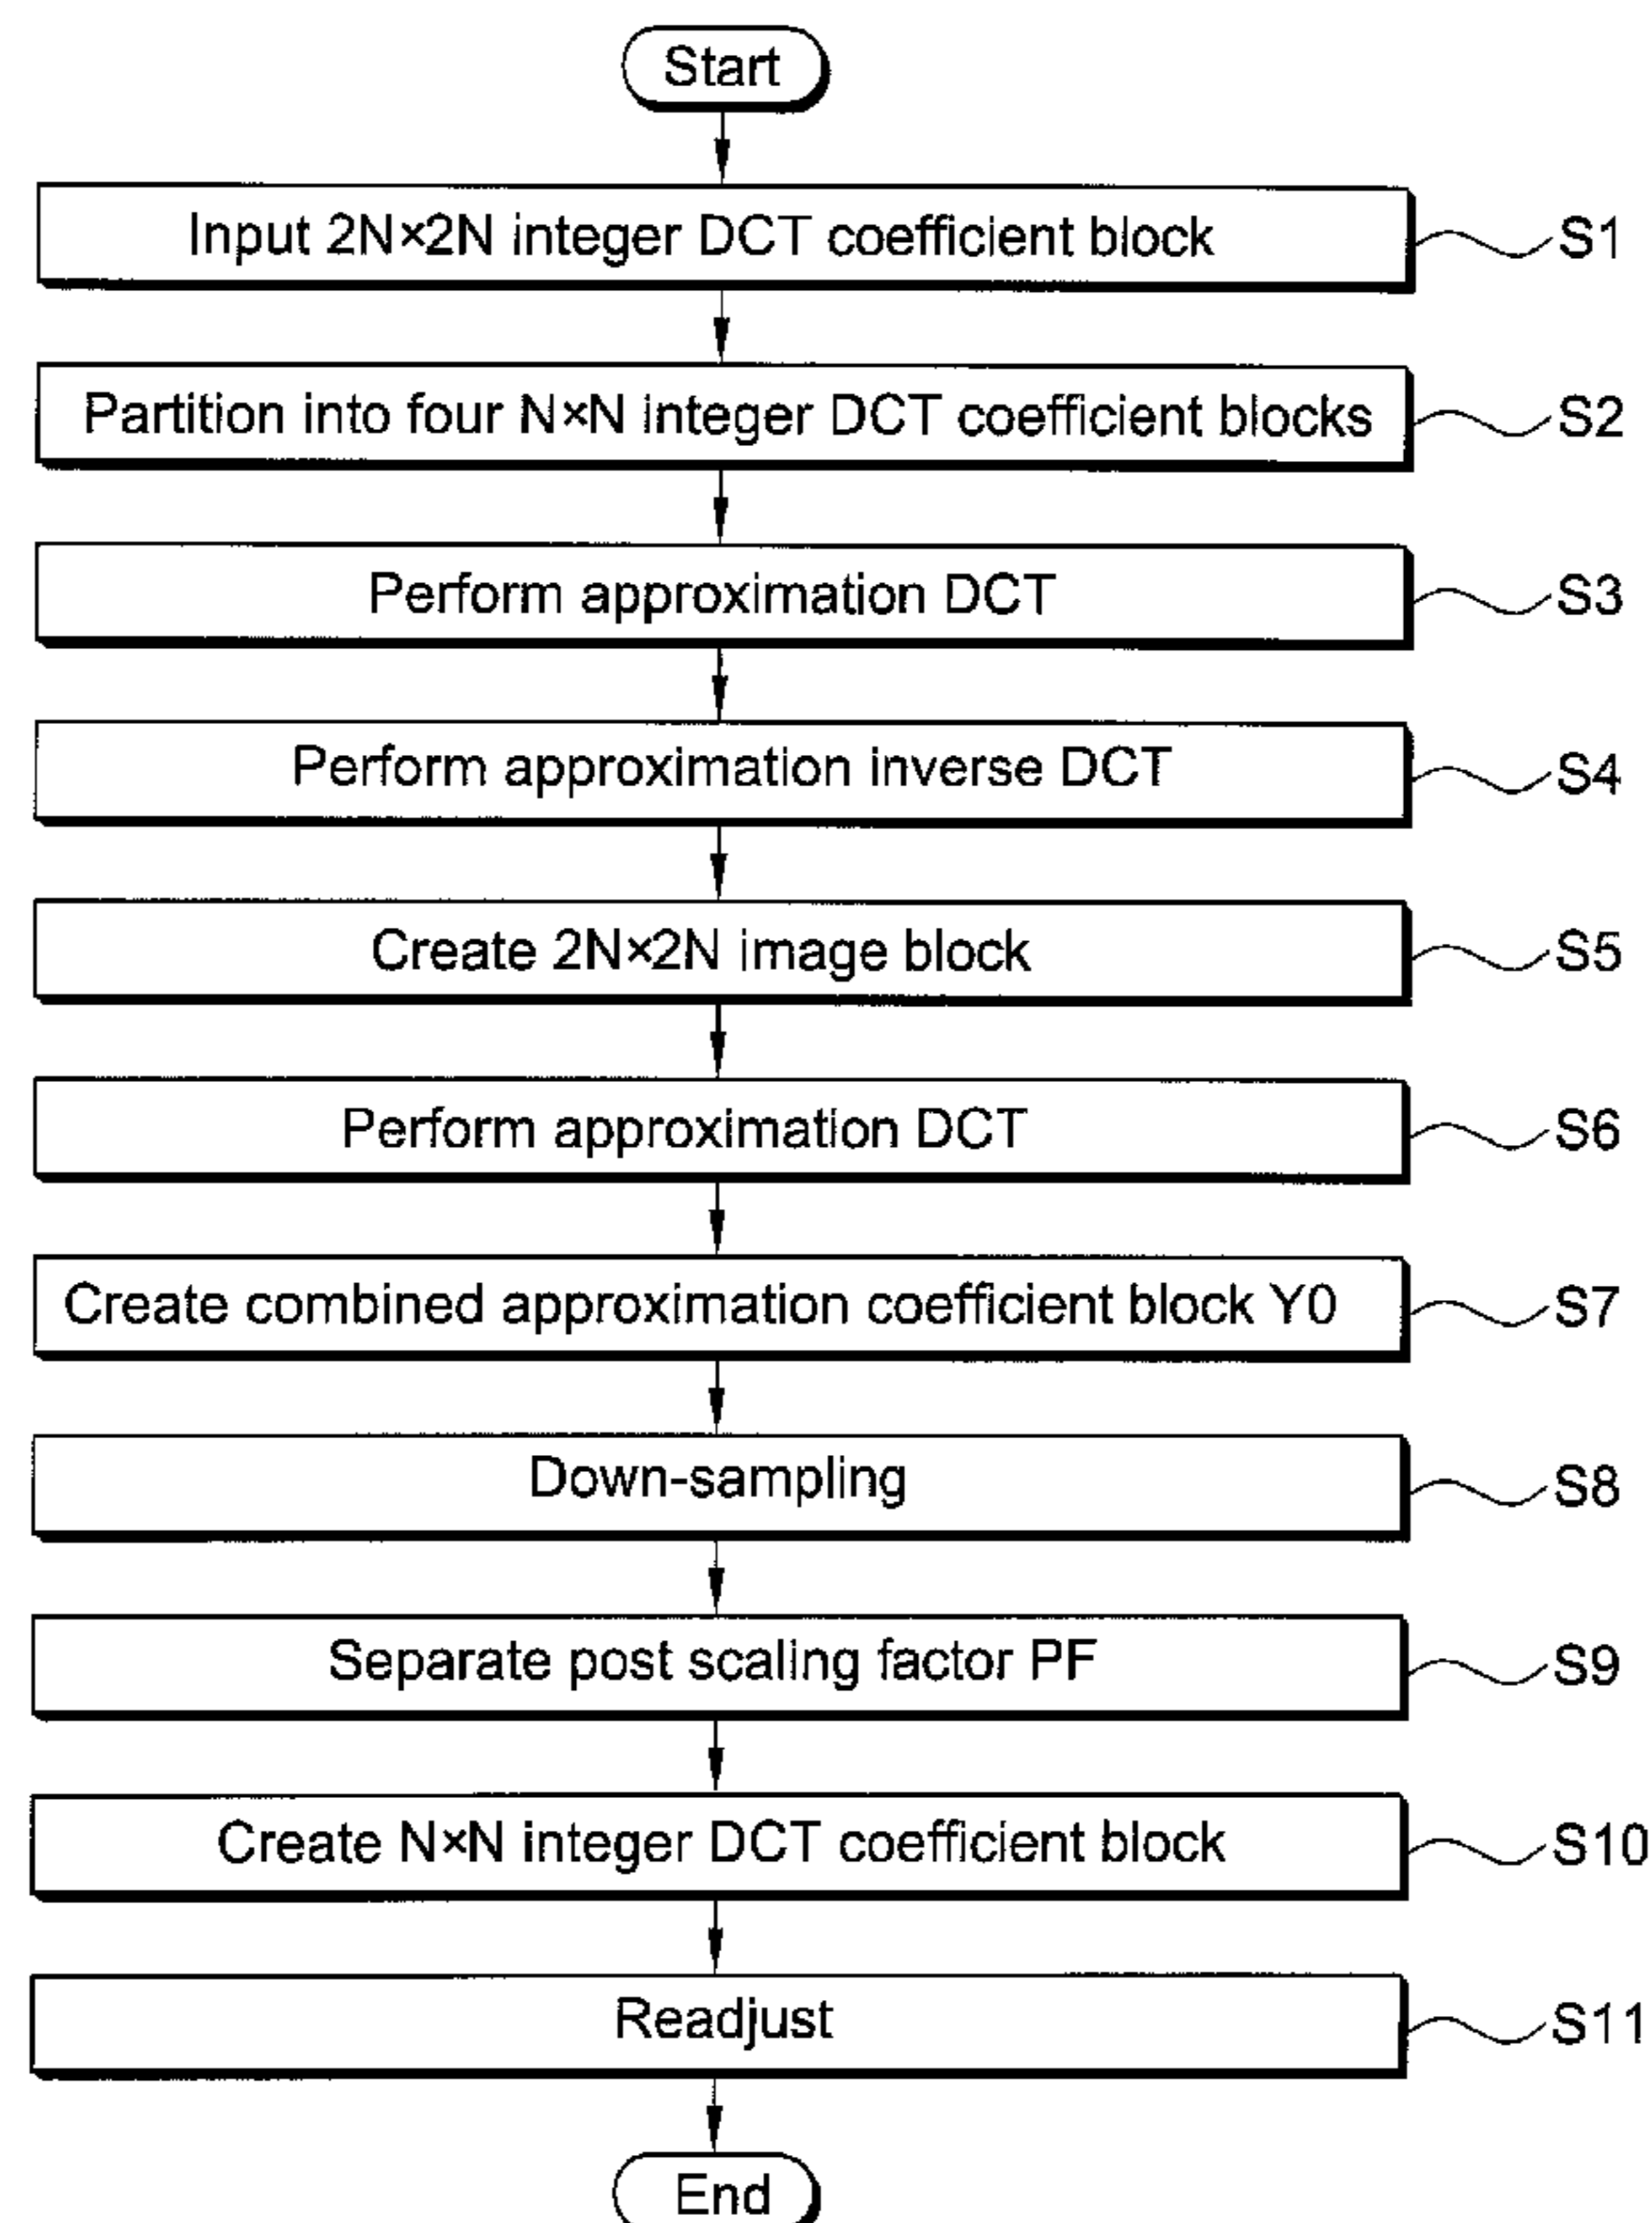 Start
Input 2N×2N integer DCT coefficient block
S1
Partition into four N×N integer DCT coefficient blocks
S2
Perform approximation DCT
S3
Perform approximation inverse DCT
S4
Create 2N×2N image block
S5
Perform approximation DCT
S6
Create combined approximation coefficient block Y0
S7
Down-sampling
S8
Separate post scaling factor PF
S9
Create N×N integer DCT coefficient block
S10
Readjust
S11
End